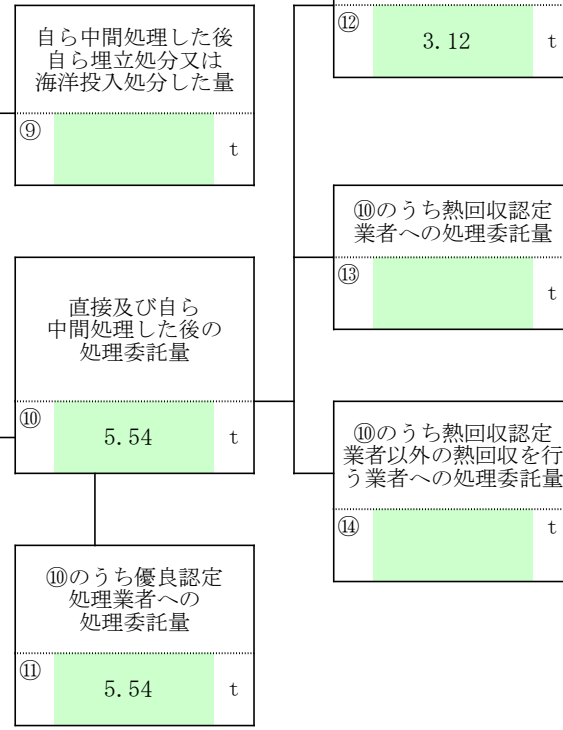 自ら中間処理した後
自ら埋立処分又は
海洋投入処分した量
⑨
t
直接及び自ら
中間処理した後の
処理委託量
⑩
5.54 t
⑩のうち優良認定
処理業者への
処理委託量
⑪
5.54 t
⑫
3.12 t
⑩のうち熱回収認定
業者への処理委託量
⑬
t
⑩のうち熱回収認定
業者以外の熱回収を行
う業者への処理委託量
⑭
t